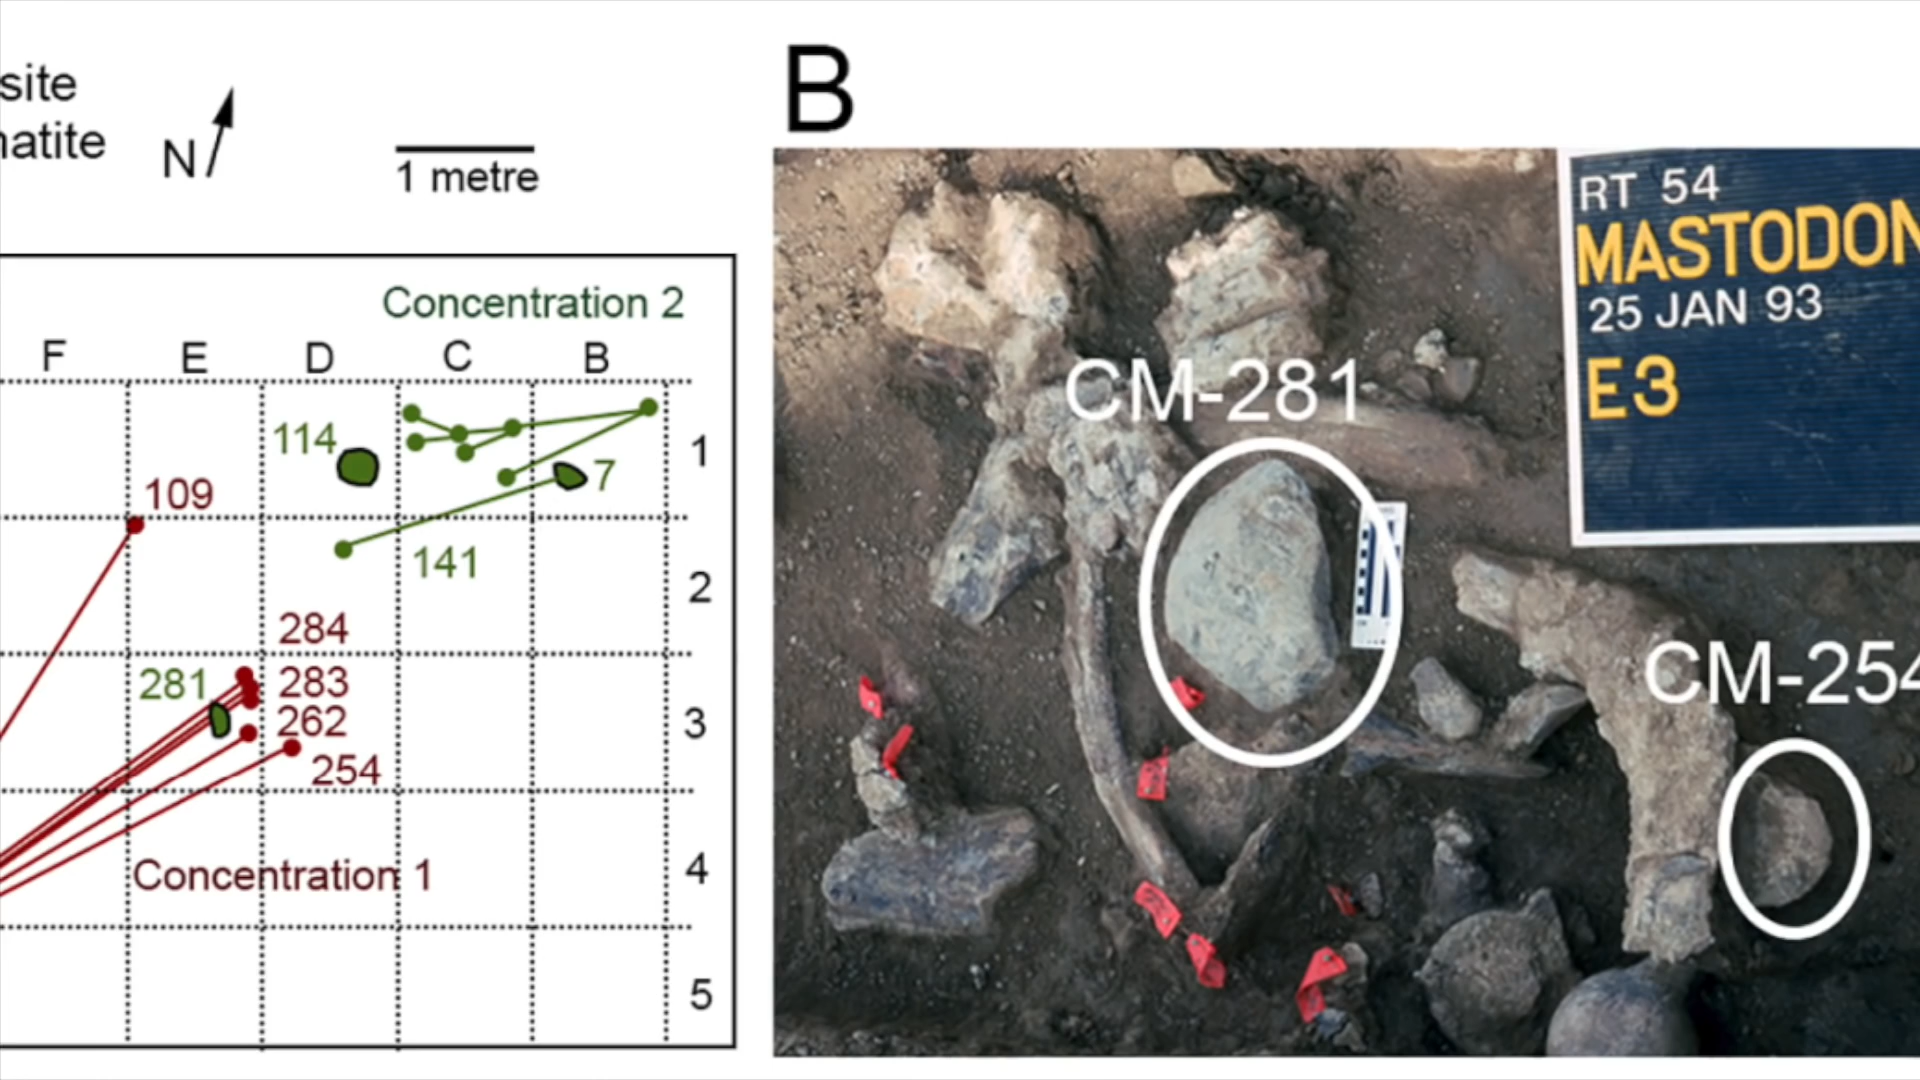 site
natite
N
1 metre
Concentration 2
F E D C B
114
1
7
109
141
2
284
281
283
262
3
254
Concentration 1
4
5
B
RT 54
MASTODON
25 JAN 93
E3
CM-281
CM-254